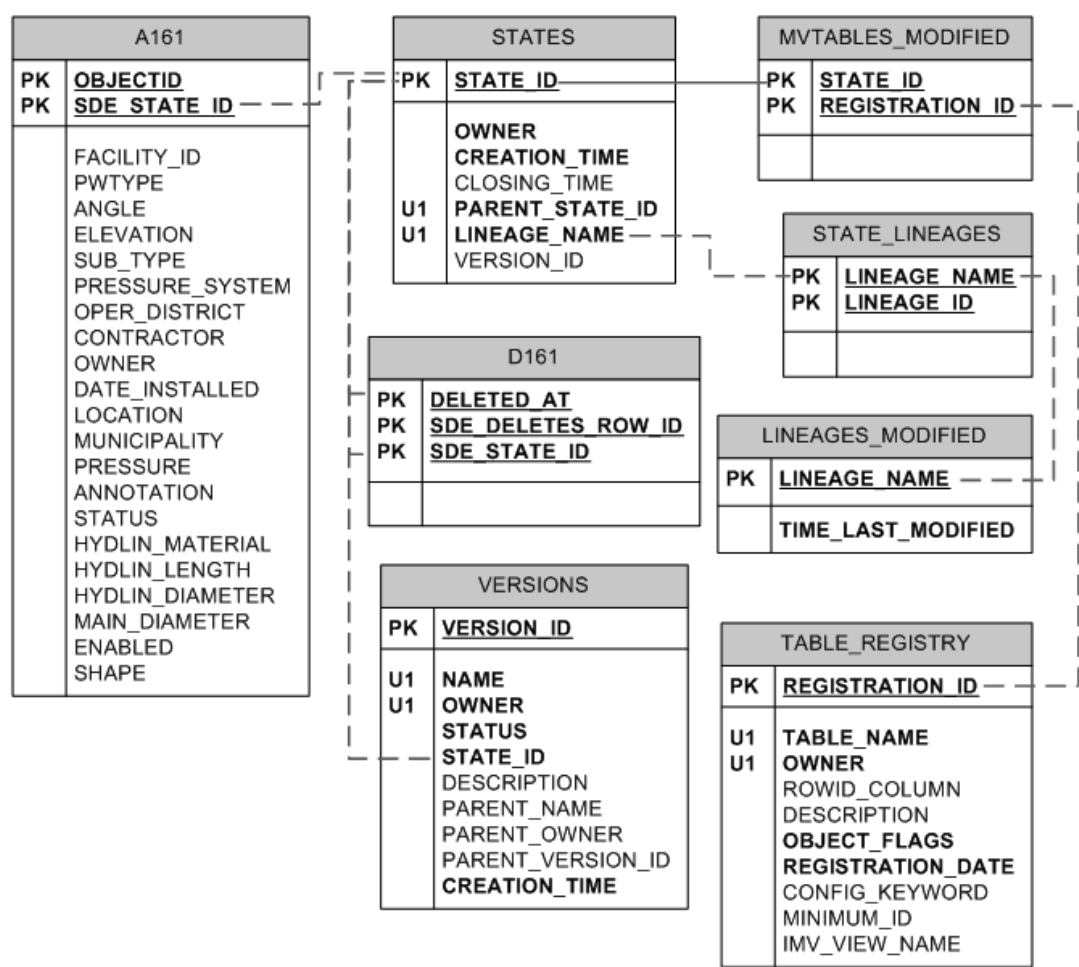 A161
PK OBJECTID
PK SDE_STATE_ID
FACILITY_ID
PWTYPE
ANGLE
ELEVATION
SUB_TYPE
PRESSURE_SYSTEM
OPER_DISTRICT
CONTRACTOR
OWNER
DATE_INSTALLED
LOCATION
MUNICIPALITY
PRESSURE
ANNOTATION
STATUS
HYDLIN_MATERIAL
HYDLIN_LENGTH
HYDLIN_DIAMETER
MAIN_DIAMETER
ENABLED
SHAPE
STATES
PK STATE_ID
OWNER
CREATION_TIME
CLOSING_TIME
U1 PARENT_STATE_ID
U1 LINEAGE_NAME
VERSION_ID
D161
PK DELETED_AT
PK SDE_DELETES_ROW_ID
PK SDE_STATE_ID
VERSIONS
PK VERSION_ID
U1 NAME
U1 OWNER
STATUS
STATE_ID
DESCRIPTION
PARENT_NAME
PARENT_OWNER
PARENT_VERSION_ID
CREATION_TIME
MVTABLES_MODIFIED
PK STATE_ID
PK REGISTRATION_ID
STATE_LINEAGES
PK LINEAGE_NAME
PK LINEAGE_ID
LINEAGES_MODIFIED
PK LINEAGE_NAME
TIME_LAST_MODIFIED
TABLE_REGISTRY
PK REGISTRATION_ID
U1 TABLE_NAME
U1 OWNER
ROWID_COLUMN
DESCRIPTION
OBJECT_FLAGS
REGISTRATION_DATE
CONFIG_KEYWORD
MINIMUM_ID
IMV_VIEW_NAME